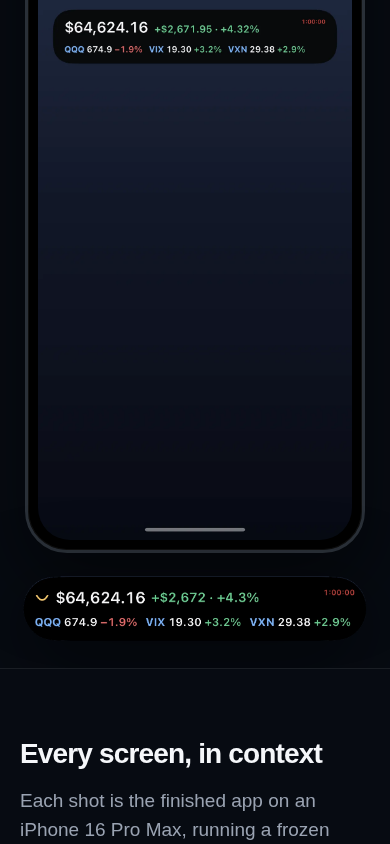 $64,624.16 +$2,671.95 · +4.32% 1:00:00
QQQ 674.9 −1.9% VIX 19.30 +3.2% VXN 29.38 +2.9%
$64,624.16 +$2,672 · +4.3% 1:00:00
QQQ 674.9 −1.9% VIX 19.30 +3.2% VXN 29.38 +2.9%
Every screen, in context
Each shot is the finished app on an
iPhone 16 Pro Max, running a frozen